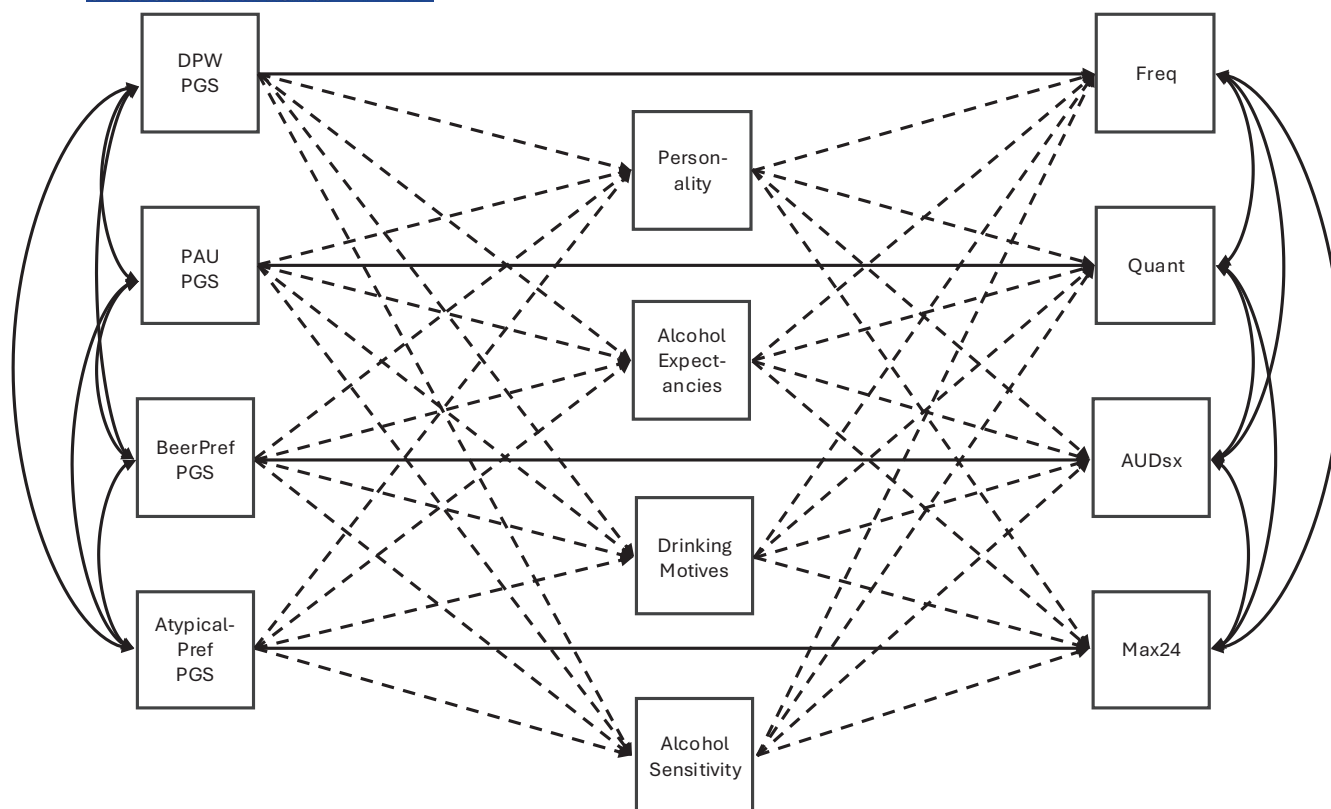 DPW
PGS
Freq
Person-
ality
PAU
PGS
Quant
Alcohol
Expect-
ancies
BeerPref
PGS
AUDsx
Drinking
Motives
Atypical-
Pref
PGS
Max24
Alcohol
Sensitivity